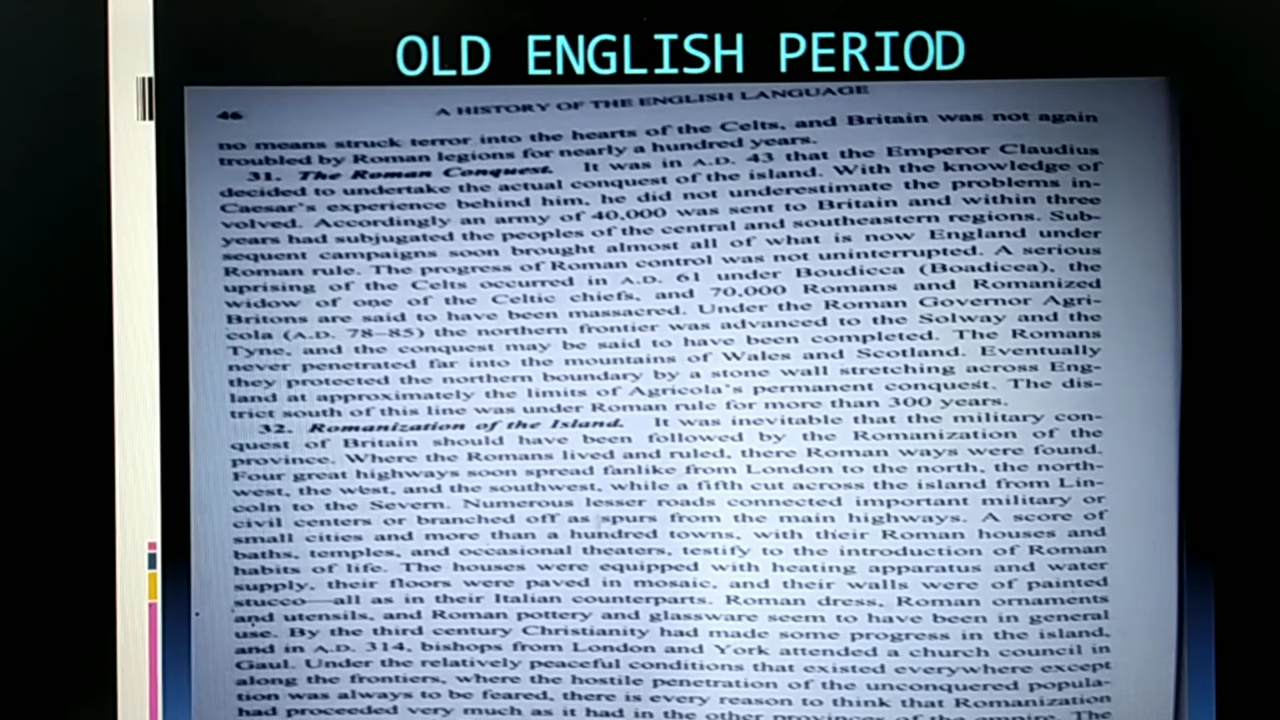 OLD ENGLISH PERIOD
46
A HISTORY OF THE ENGLISH LANGUAGE
no means struck terror into the hearts of the Celts, and Britain was not again
troubled by Roman legions for nearly a hundred years.
31. The Roman Conquest. It was in A.D. 43 that the Emperor Claudius
decided to undertake the actual conquest of the island. With the knowledge of
Caesar's experience behind him, he did not underestimate the problems in-
volved. Accordingly an army of 40,000 was sent to Britain and within three
years had subjugated the peoples of the central and southeastern regions. Sub-
sequent campaigns soon brought almost all of what is now England under
Roman rule. The progress of Roman control was not uninterrupted. A serious
uprising of the Celts occurred in A.D. 61 under Boudicca (Boadicea), the
widow of one of the Celtic chiefs, and 70,000 Romans and Romanized
Britons are said to have been massacred. Under the Roman Governor Agri-
cola (A.D. 78–85) the northern frontier was advanced to the Solway and the
Tyne, and the conquest may be said to have been completed. The Romans
never penetrated far into the mountains of Wales and Scotland. Eventually
they protected the northern boundary by a stone wall stretching across Eng-
land at approximately the limits of Agricola's permanent conquest. The dis-
trict south of this line was under Roman rule for more than 300 years.
32. Romanization of the Island. It was inevitable that the military con-
quest of Britain should have been followed by the Romanization of the
province. Where the Romans lived and ruled, there Roman ways were found.
Four great highways soon spread fanlike from London to the north, the north-
west, the west, and the southwest, while a fifth cut across the island from Lin-
coln to the Severn. Numerous lesser roads connected important military or
civil centers or branched off as spurs from the main highways. A score of
small cities and more than a hundred towns, with their Roman houses and
baths, temples, and occasional theaters, testify to the introduction of Roman
habits of life. The houses were equipped with heating apparatus and water
supply, their floors were paved in mosaic, and their walls were of painted
stucco—all as in their Italian counterparts. Roman dress, Roman ornaments
and utensils, and Roman pottery and glassware seem to have been in general
use. By the third century Christianity had made some progress in the island,
and in A.D. 314, bishops from London and York attended a church council in
Gaul. Under the relatively peaceful conditions that existed everywhere except
along the frontiers, where the hostile penetration of the unconquered popula-
tion was always to be feared, there is every reason to think that Romanization
had proceeded very much as it had in the other provinces of the empire. The